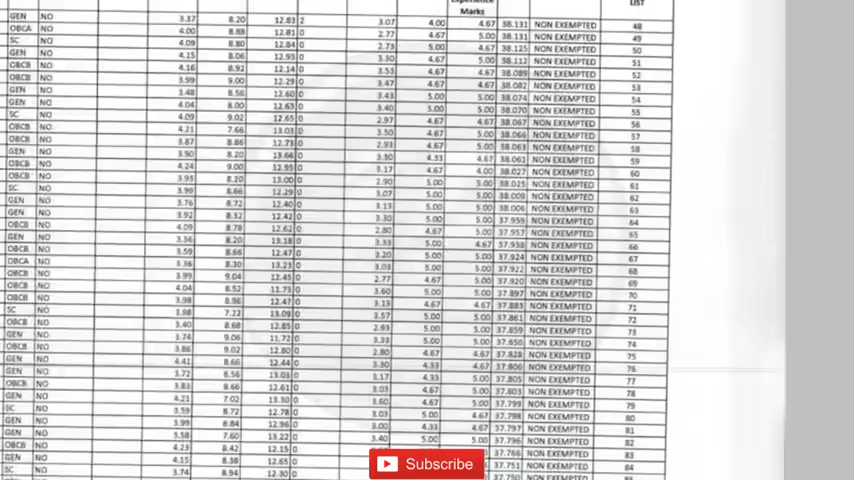 Marks LIST
GEN NO 3.37 8.20 12.83 2 3.07 4.00 4.67 38.131 NON EXEMPTED 48
OBCA NO 4.00 8.88 12.81 0 2.77 4.67 5.00 38.131 NON EXEMPTED 49
SC NO 4.09 8.80 12.84 0 2.73 5.00 4.67 38.125 NON EXEMPTED 50
GEN NO 4.15 8.06 12.93 0 3.30 4.67 5.00 38.112 NON EXEMPTED 51
OBCB NO 4.16 8.92 12.14 0 3.53 4.67 4.67 38.089 NON EXEMPTED 52
OBCB NO 3.99 9.00 12.29 0 3.47 4.67 4.67 38.082 NON EXEMPTED 53
GEN NO 3.48 8.56 12.60 0 3.43 5.00 5.00 38.074 NON EXEMPTED 54
GEN NO 4.04 8.00 12.63 0 3.40 5.00 5.00 38.070 NON EXEMPTED 55
SC NO 4.09 9.02 12.65 0 2.97 4.67 4.67 38.067 NON EXEMPTED 56
OBCB NO 4.21 7.66 13.03 0 3.50 4.67 5.00 38.066 NON EXEMPTED 57
OBCB NO 3.87 8.86 12.73 0 2.93 4.67 5.00 38.063 NON EXEMPTED 58
GEN NO 3.90 8.20 13.66 0 3.30 4.33 4.67 38.061 NON EXEMPTED 59
OBCB NO 4.24 9.00 12.95 0 3.17 4.67 4.00 38.027 NON EXEMPTED 60
OBCB NO 3.93 8.20 13.00 0 2.90 5.00 5.00 38.025 NON EXEMPTED 61
SC NO 3.99 8.66 12.29 0 3.07 5.00 5.00 38.009 NON EXEMPTED 62
GEN NO 3.76 8.72 12.40 0 3.13 5.00 5.00 38.006 NON EXEMPTED 63
GEN NO 3.92 8.32 12.42 0 3.30 5.00 5.00 37.959 NON EXEMPTED 64
OBCB NO 4.09 8.78 12.62 0 2.80 4.67 5.00 37.957 NON EXEMPTED 65
GEN NO 3.56 8.20 13.18 0 3.33 5.00 4.67 37.938 NON EXEMPTED 66
OBCB NO 3.59 8.66 12.47 0 3.20 5.00 5.00 37.924 NON EXEMPTED 67
OBCA NO 3.36 8.30 13.23 0 3.03 5.00 5.00 37.922 NON EXEMPTED 68
OBCB NO 3.99 9.04 12.45 0 2.77 4.67 5.00 37.920 NON EXEMPTED 69
OBCB NO 4.04 8.52 11.73 0 3.60 5.00 5.00 37.897 NON EXEMPTED 70
OBCB NO 3.98 8.96 12.47 0 3.13 4.67 4.67 37.883 NON EXEMPTED 71
SC NO 3.98 7.22 13.09 0 3.57 5.00 5.00 37.861 NON EXEMPTED 72
OBCB NO 3.40 8.68 12.85 0 2.93 5.00 5.00 37.859 NON EXEMPTED 73
GEN NO 3.74 9.06 11.72 0 3.33 5.00 5.00 37.850 NON EXEMPTED 74
OBCB NO 3.86 9.02 12.80 0 2.80 4.67 4.67 37.828 NON EXEMPTED 75
GEN NO 4.41 8.66 12.44 0 3.30 4.33 4.67 37.806 NON EXEMPTED 76
GEN NO 3.72 8.56 13.03 0 3.17 4.33 5.00 37.805 NON EXEMPTED 77
OBCB NO 3.83 8.66 12.61 0 3.03 4.67 5.00 37.803 NON EXEMPTED 78
GEN NO 4.21 7.02 13.30 0 3.60 4.67 5.00 37.799 NON EXEMPTED 79
SC NO 3.59 8.72 12.78 0 3.03 5.00 4.67 37.798 NON EXEMPTED 80
GEN NO 3.99 8.84 12.96 0 3.00 4.33 4.67 37.797 NON EXEMPTED 81
GEN NO 3.58 7.60 13.22 0 3.40 5.00 5.00 37.796 NON EXEMPTED 82
OBCB NO 4.23 8.42 12.15 0 37.766 NON EXEMPTED 83
GEN NO 4.15 8.38 12.65 0 37.751 NON EXEMPTED 84
SC NO 3.74 8.94 12.30 0 37.750 NON EXEMPTED
Subscribe